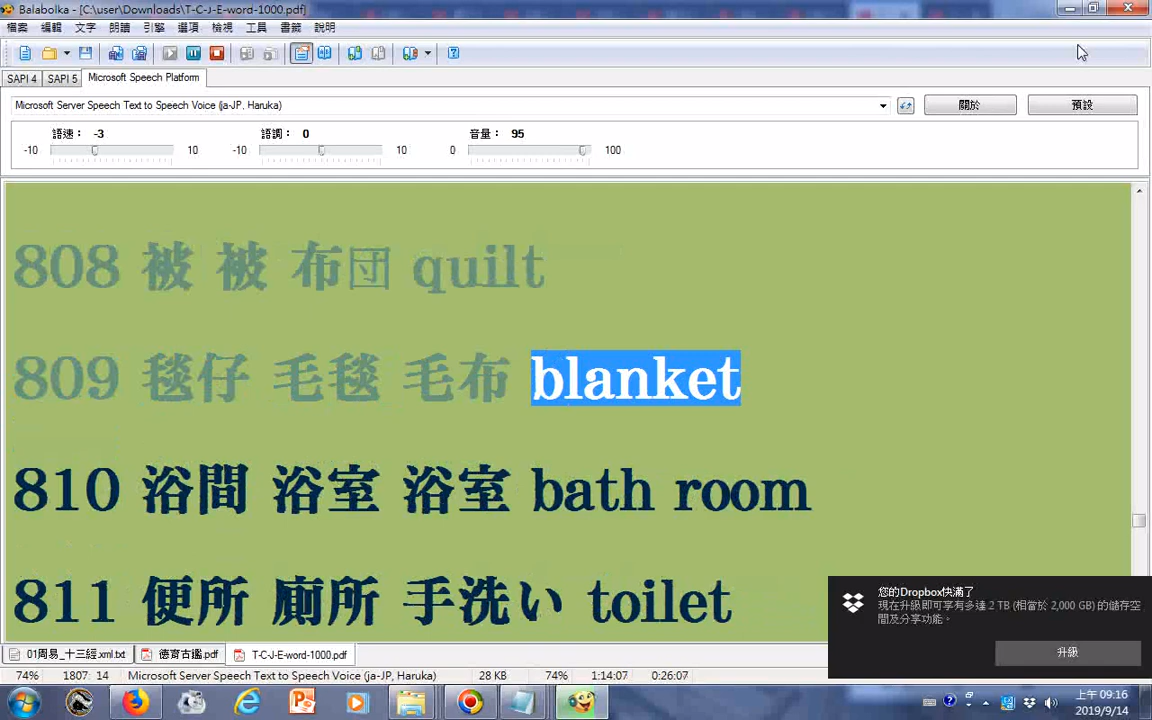 Balabolka - [C:\user\Downloads\T-C-J-E-word-1000.pdf]
檔案 編輯 文字 朗讀 引擎 選項 檢視 工具 書籤 說明
SAPI 4 SAPI 5 Microsoft Speech Platform
Microsoft Server Speech Text to Speech Voice (ja-JP, Haruka)
關於 預設
語速： -3 語調： 0 音量： 95
-10 10 -10 10 0 100
808 被 被 布団 quilt
809 毯仔 毛毯 毛布 blanket
810 浴間 浴室 浴室 bath room
811 便所 廁所 手洗い toilet
您的Dropbox快滿了
現在升級即可享有多達 2 TB (相當於 2,000 GB) 的儲存空
間及分享功能。
升級
01周易_十三經.xml.txt 德育古鑑.pdf T-C-J-E-word-1000.pdf
74% 1807: 14 Microsoft Server Speech Text to Speech Voice (ja-JP, Haruka) 28 KB 74% 1:14:07 0:26:07
上午 09:16
2019/9/14